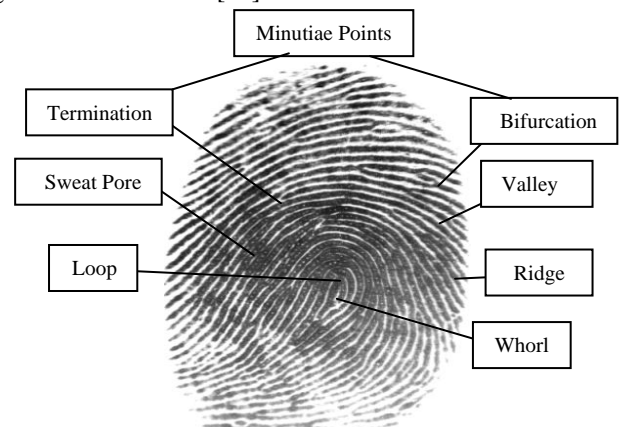 Minutiae Points
Termination
Bifurcation
Sweat Pore
Valley
Loop
Ridge
Whorl